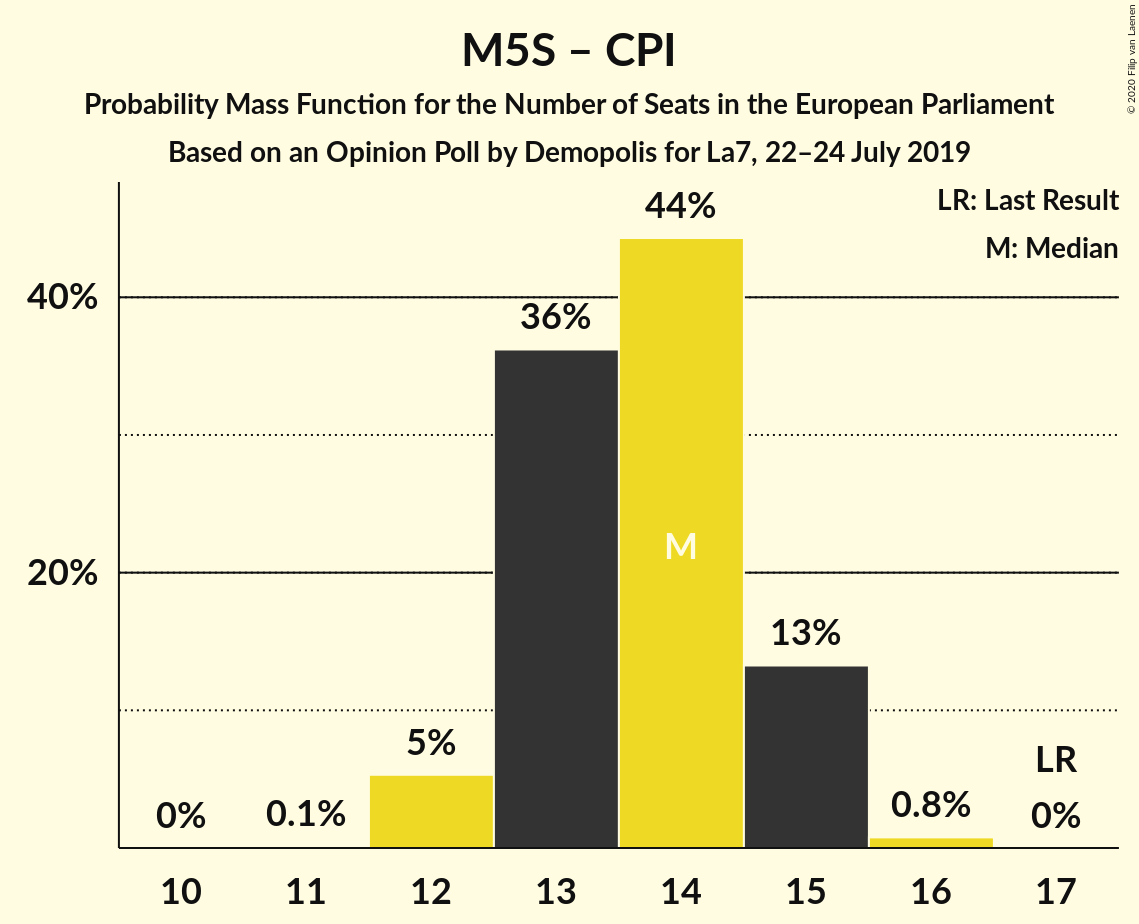 M5S – CPI
Probability Mass Function for the Number of Seats in the European Parliament
Based on an Opinion Poll by Demopolis for La7, 22–24 July 2019
© 2020 Filip van Laenen
LR: Last Result
M: Median
44%
40%
36%
M
20%
13%
5%
LR
0%
0.1%
0.8%
0%
10 11 12 13 14 15 16 17